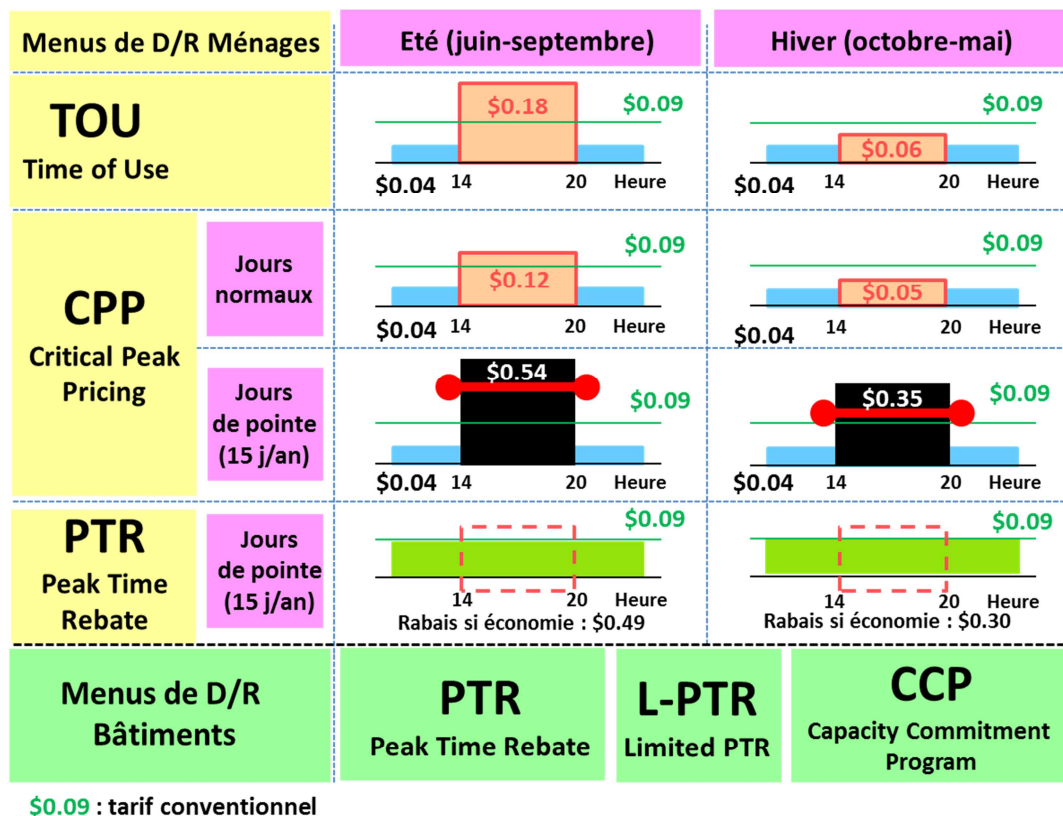 Menus de D/R Ménages
Eté (juin-septembre)
Hiver (octobre-mai)
TOU
Time of Use
$0.18
$0.09
$0.04
14
20
Heure
$0.06
$0.09
$0.04
14
20
Heure
CPP
Critical Peak
Pricing
Jours
normaux
$0.12
$0.09
$0.04
14
20
Heure
$0.05
$0.09
$0.04
14
20
Heure
Jours
de pointe
(15 j/an)
$0.54
$0.09
$0.04
14
20
Heure
$0.35
$0.09
$0.04
14
20
Heure
PTR
Peak Time
Rebate
Jours
de pointe
(15 j/an)
$0.09
14
20
Heure
Rabais si économie : $0.49
$0.09
14
20
Heure
Rabais si économie : $0.30
Menus de D/R
Bâtiments
PTR
Peak Time Rebate
L-PTR
Limited PTR
CCP
Capacity Commitment
Program
$0.09 : tarif conventionnel